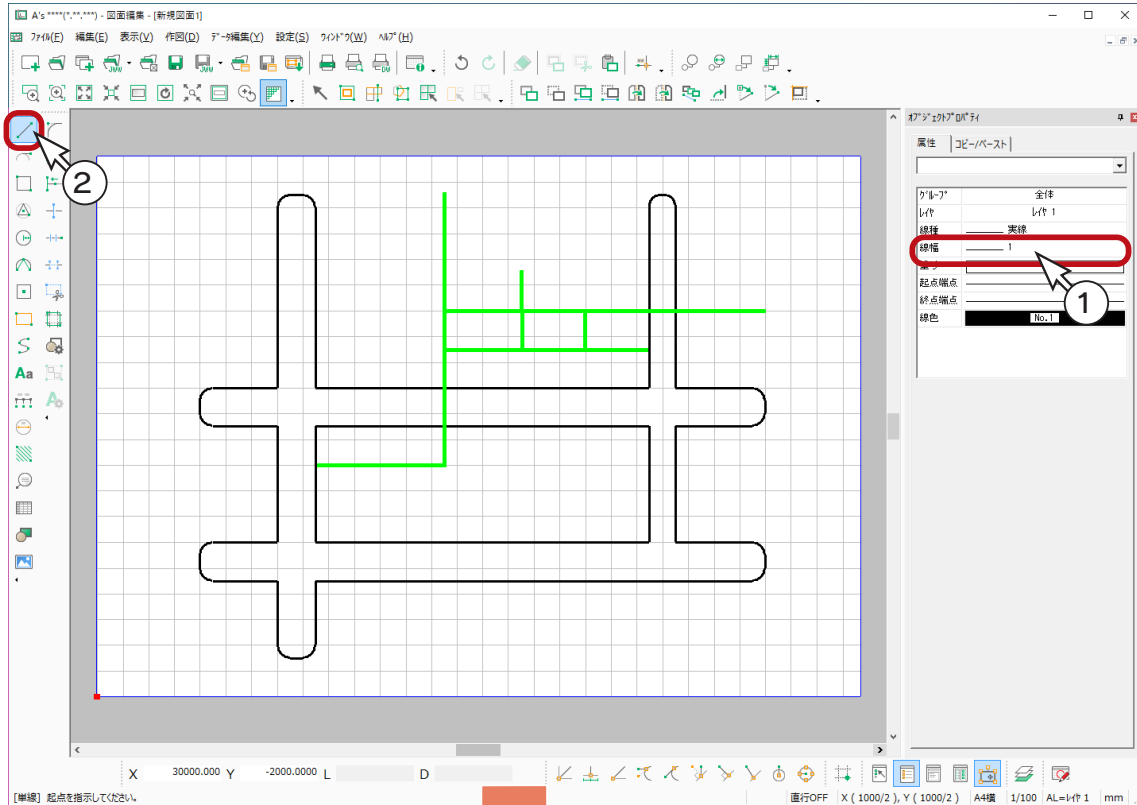 A's ****(*.**.***) - 図面編集 - [新規図面1]
ﾌｧｲﾙ(F) 編集(E) 表示(V) 作図(D) ﾃﾞｰﾀ編集(Y) 設定(S) ｳｨﾝﾄﾞｳ(W) ﾍﾙﾌﾟ(H)
JWW
JWW
DV
ｵﾌﾞｼﾞｪｸﾄﾌﾟﾛﾊﾟﾃｨ
属性 ｺﾋﾟｰ/ﾍﾟｰｽﾄ
ｸﾞﾙｰﾌﾟ 全体
ﾚｲﾔ ﾚｲﾔ 1
線種 実線
線幅 1
起点端点
終点端点
線色 No.1
1
2
Aa
A
X 30000.000 Y -2000.0000 L D
[単線] 起点を指示してください。
直行OFF X ( 1000/2 ), Y ( 1000/2 ) A4横 1/100 AL=ﾚｲﾔ 1 mm